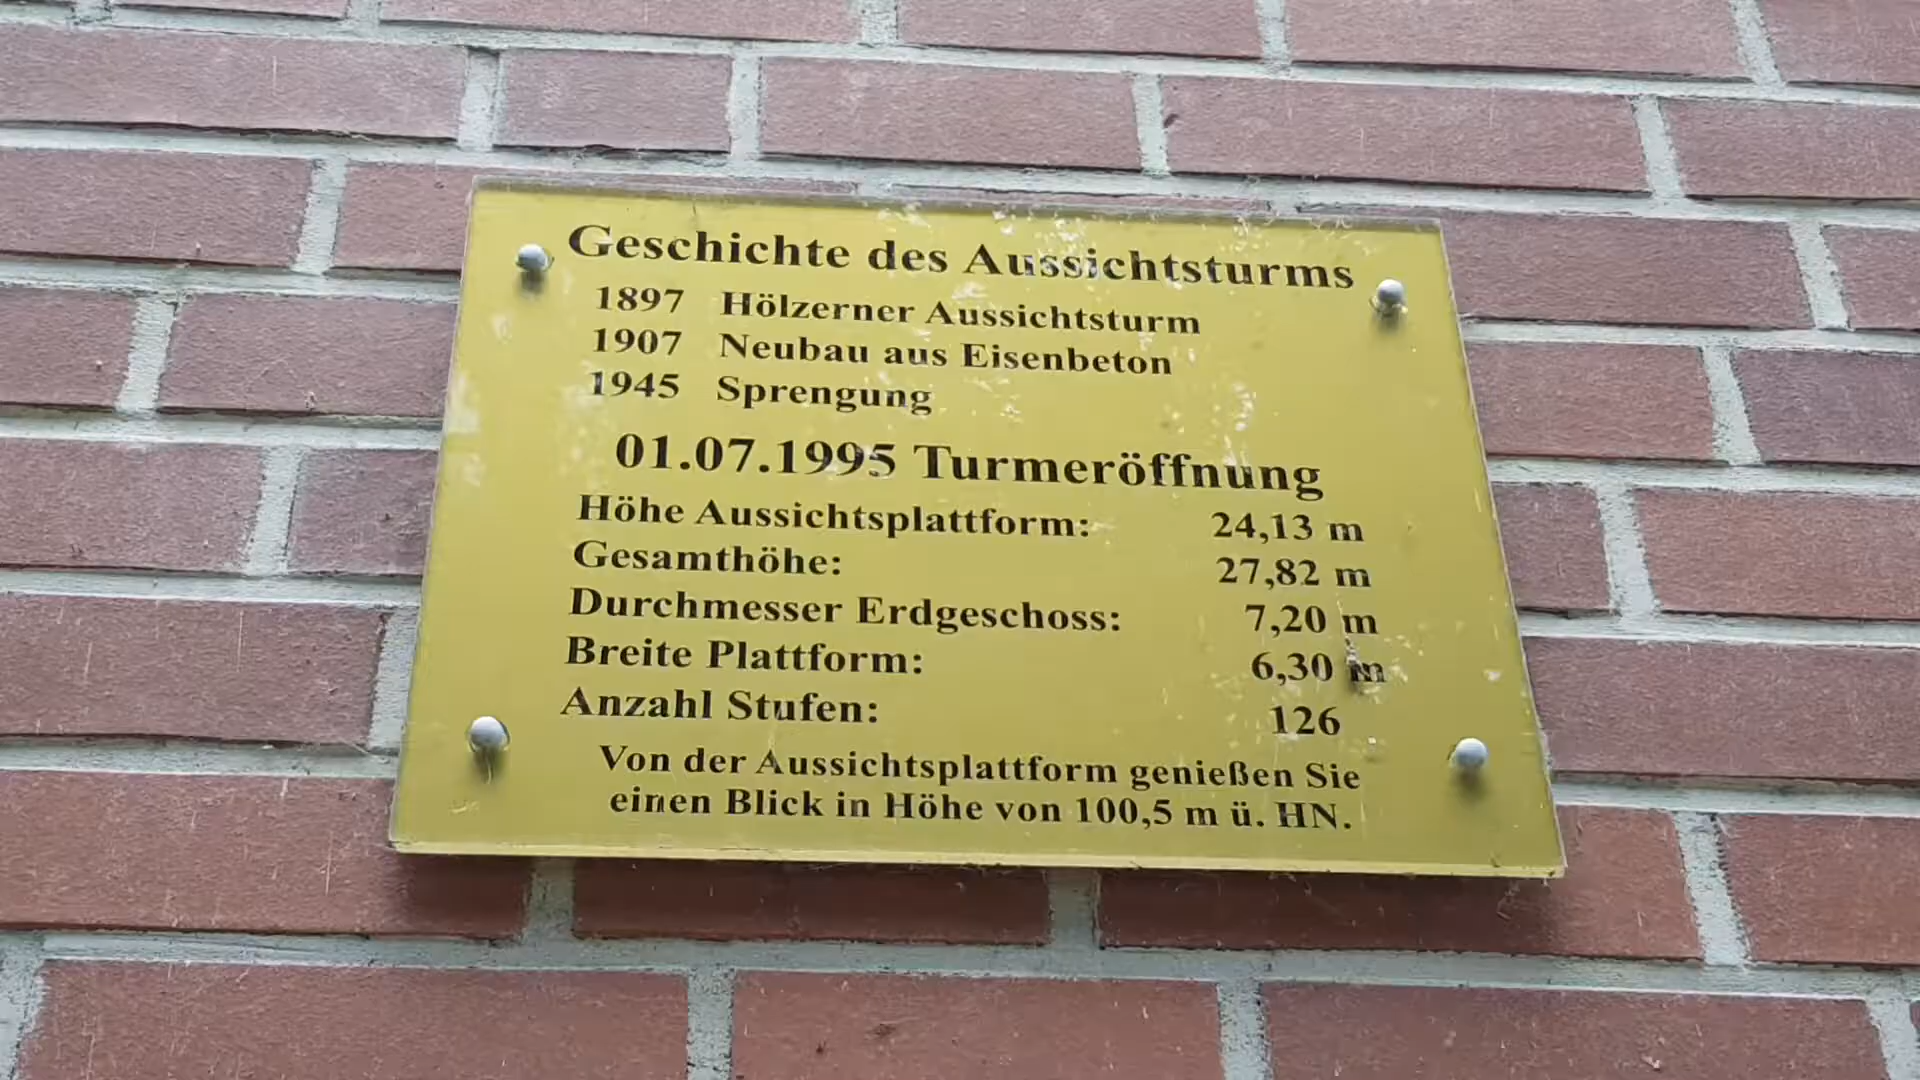 Geschichte des Aussichtsturms
1897 Hölzerner Aussichtsturm
1907 Neubau aus Eisenbeton
1945 Sprengung
01.07.1995 Turmeröffnung
Höhe Aussichtsplattform: 24,13 m
Gesamthöhe: 27,82 m
Durchmesser Erdgeschoss: 7,20 m
Breite Plattform: 6,30 m
Anzahl Stufen: 126
Von der Aussichtsplattform genießen Sie
einen Blick in Höhe von 100,5 m ü. HN.